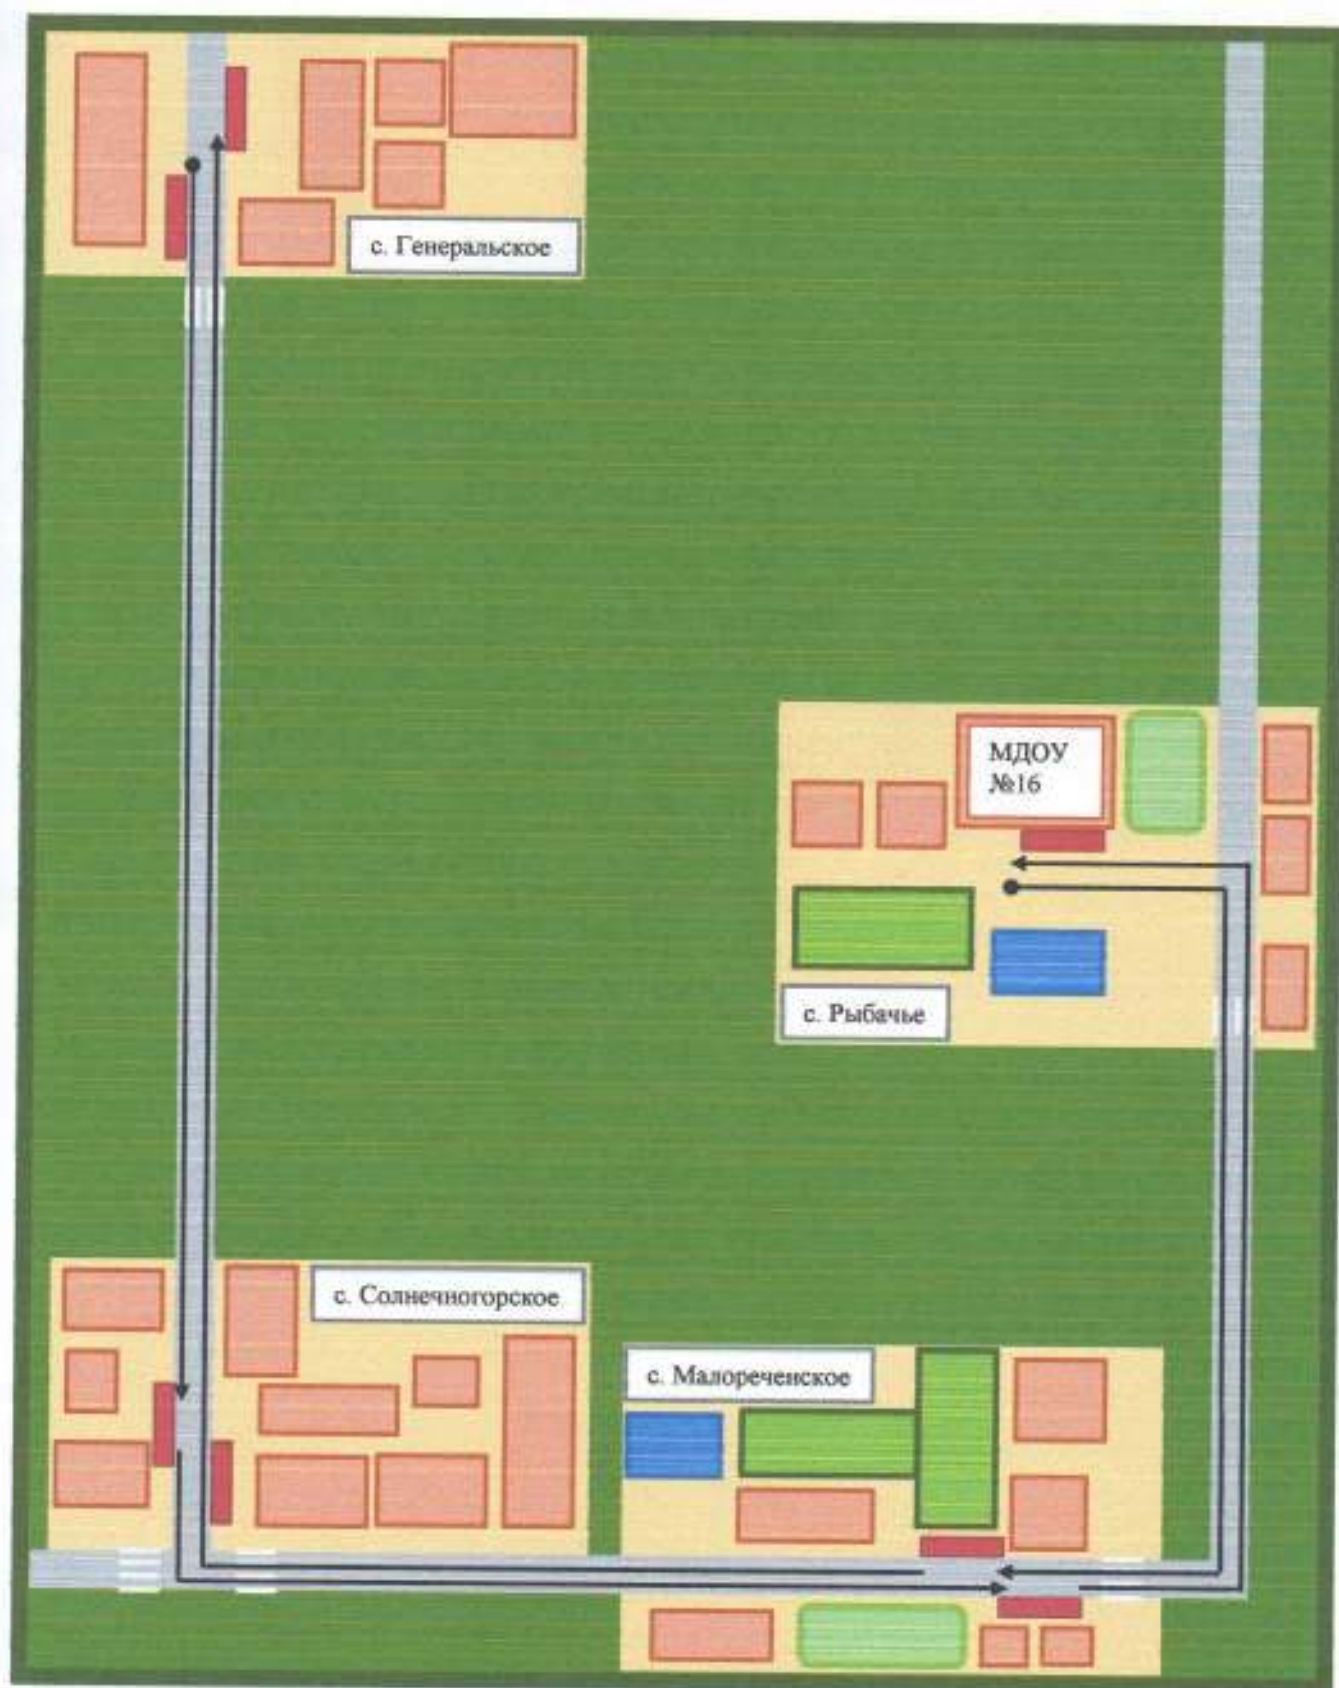 с. Генеральское
МДОУ
№16
с. Рыбачье
с. Солнечногорское
с. Малореченское